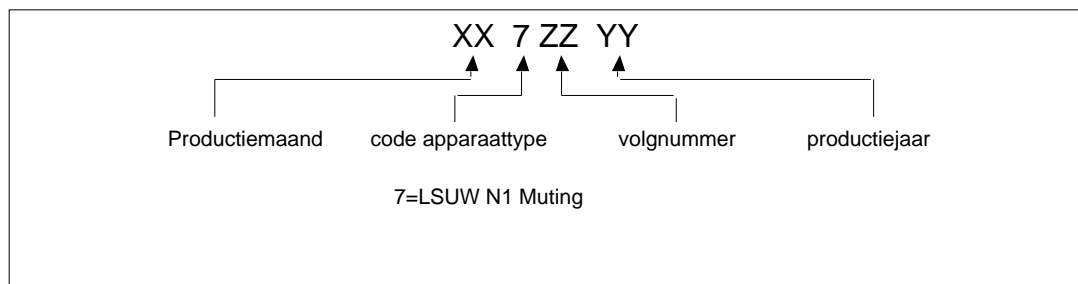 XX 7 ZZ YY
Productiemaand code apparaattype volgnummer productiejaar
7=LSUW N1 Muting